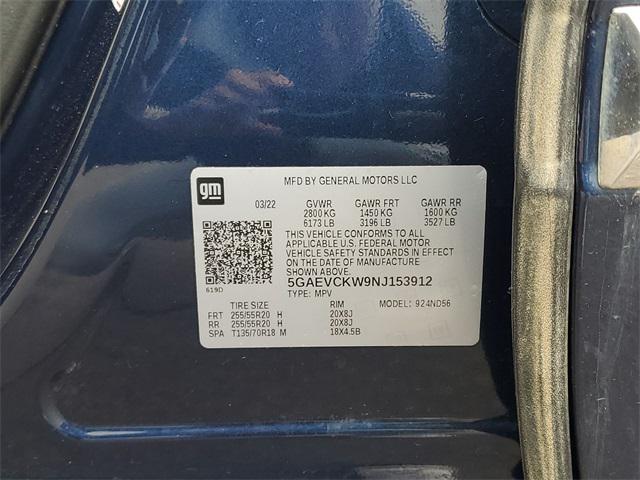 gm
MFD BY GENERAL MOTORS LLC
03/22 GVWR GAWR FRT GAWR RR
2800 KG 1450 KG 1600 KG
6173 LB 3196 LB 3527 LB
THIS VEHICLE CONFORMS TO ALL
APPLICABLE U.S. FEDERAL MOTOR
VEHICLE SAFETY STANDARDS IN EFFECT
ON THE DATE OF MANUFACTURE
SHOWN ABOVE.
619D
5GAEVCKW9NJ153912
TYPE: MPV
TIRE SIZE RIM MODEL: 924ND56
FRT 255/55R20 H 20X8J
RR 255/55R20 H 20X8J
SPA T135/70R18 M 18X4.5B